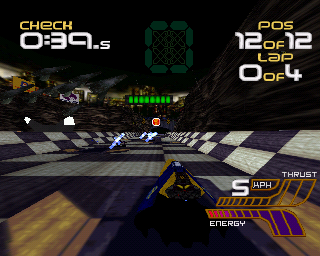 CHECK
0:39.5
POS
12 OF 12
LAP
0 OF 4
THRUST
5 KPH
ENERGY